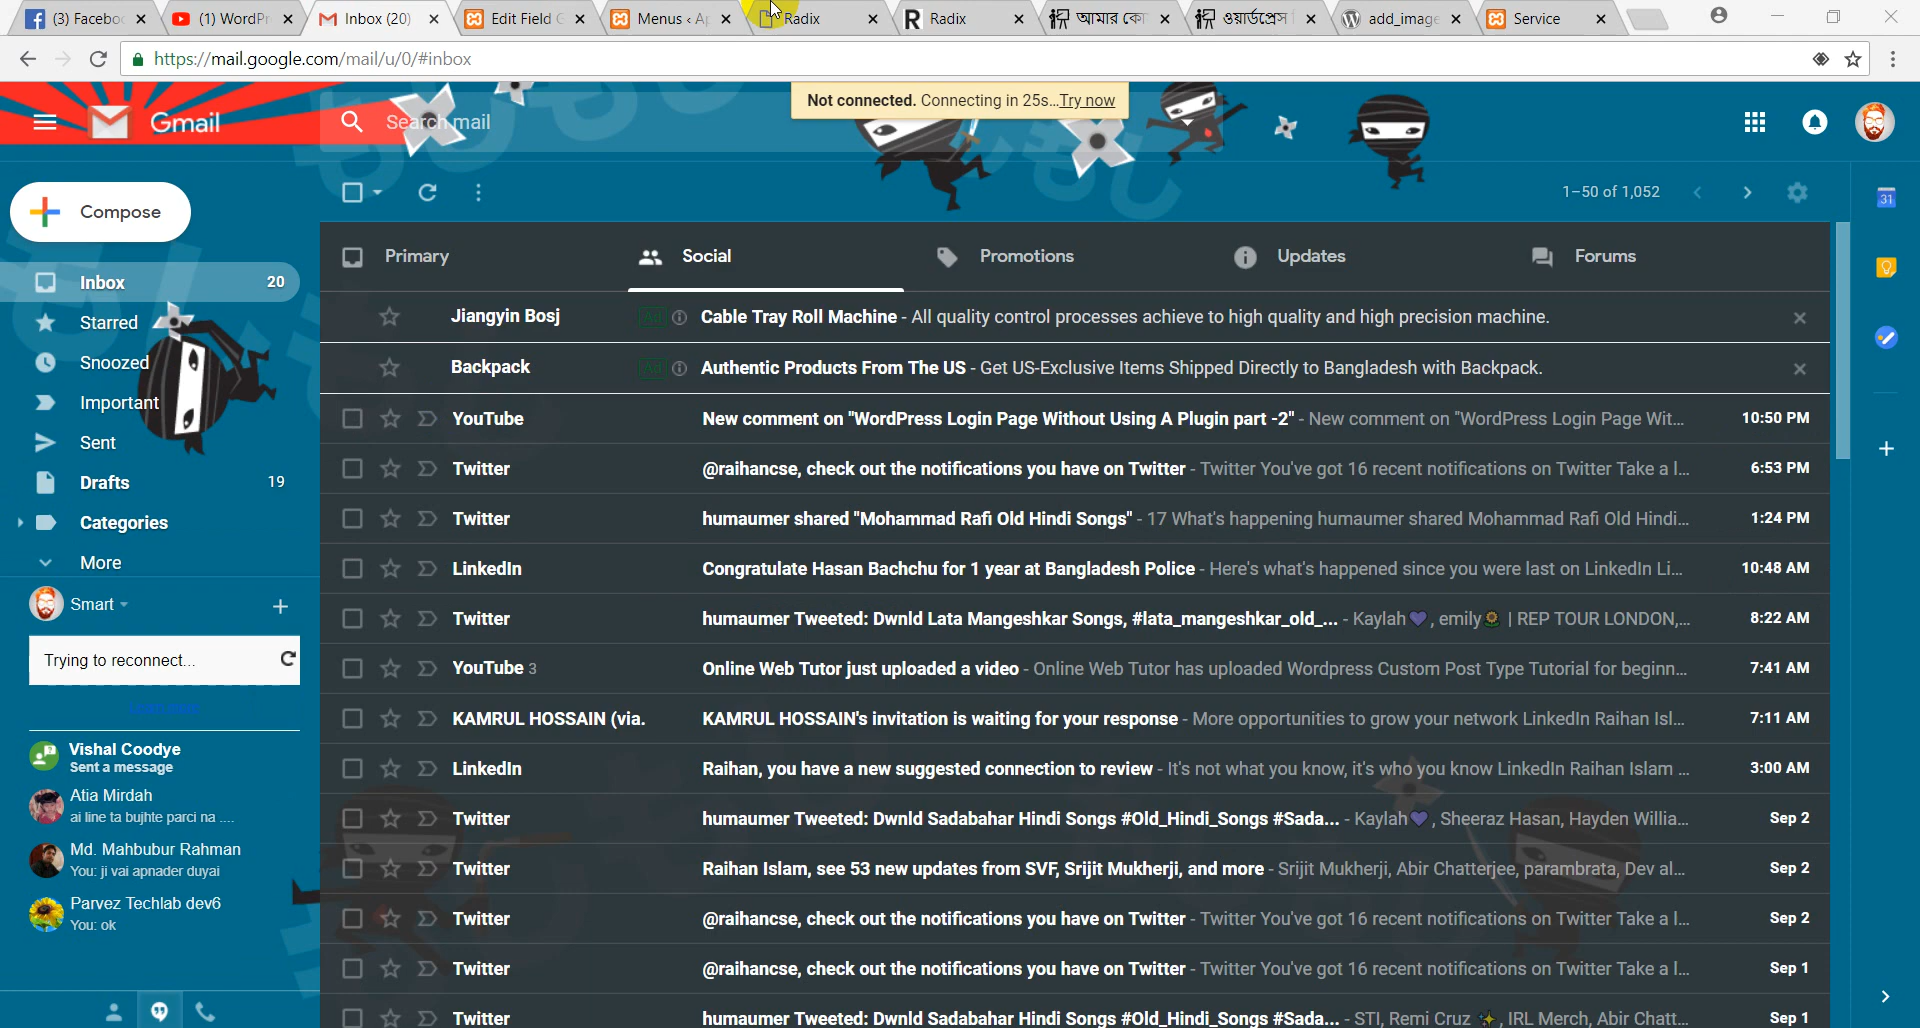 (3) Facebo
(1) WordPr
Inbox (20)
Edit Field G
Menus ‹ A
Radix
Radix
আমার কো
ওয়ার্ডপ্রেস
add_image
Service
https://mail.google.com/mail/u/0/#inbox
Not connected. Connecting in 25s...Try now
Gmail
Search mail
1–50 of 1,052
31
Compose
Primary
Social
Promotions
Updates
Forums
Inbox 20
Starred
Snoozed
Important
Sent
Drafts 19
Categories
More
Smart
Trying to reconnect...
Vishal Coodye
Sent a message
Atia Mirdah
ai line ta bujhte parci na ....
Md. Mahbubur Rahman
You: ji vai apnader duyai
Parvez Techlab dev6
You: ok
Jiangyin Bosj Ad Cable Tray Roll Machine - All quality control processes achieve to high quality and high precision machine.
Backpack Ad Authentic Products From The US - Get US-Exclusive Items Shipped Directly to Bangladesh with Backpack.
YouTube New comment on "WordPress Login Page Without Using A Plugin part -2" - New comment on "WordPress Login Page Wit... 10:50 PM
Twitter @raihancse, check out the notifications you have on Twitter - Twitter You've got 16 recent notifications on Twitter Take a l... 6:53 PM
Twitter humaumer shared "Mohammad Rafi Old Hindi Songs" - 17 What's happening humaumer shared Mohammad Rafi Old Hindi... 1:24 PM
LinkedIn Congratulate Hasan Bachchu for 1 year at Bangladesh Police - Here's what's happened since you were last on LinkedIn Li... 10:48 AM
Twitter humaumer Tweeted: Dwnld Lata Mangeshkar Songs, #lata_mangeshkar_old_... - Kaylah💜, emily🌻 | REP TOUR LONDON,... 8:22 AM
YouTube 3 Online Web Tutor just uploaded a video - Online Web Tutor has uploaded Wordpress Custom Post Type Tutorial for beginn... 7:41 AM
KAMRUL HOSSAIN (via. KAMRUL HOSSAIN's invitation is waiting for your response - More opportunities to grow your network LinkedIn Raihan Isl... 7:11 AM
LinkedIn Raihan, you have a new suggested connection to review - It's not what you know, it's who you know LinkedIn Raihan Islam ... 3:00 AM
Twitter humaumer Tweeted: Dwnld Sadabahar Hindi Songs #Old_Hindi_Songs #Sada... - Kaylah💜, Sheeraz Hasan, Hayden Willia... Sep 2
Twitter Raihan Islam, see 53 new updates from SVF, Srijit Mukherji, and more - Srijit Mukherji, Abir Chatterjee, parambrata, Dev al... Sep 2
Twitter @raihancse, check out the notifications you have on Twitter - Twitter You've got 16 recent notifications on Twitter Take a l... Sep 2
Twitter @raihancse, check out the notifications you have on Twitter - Twitter You've got 16 recent notifications on Twitter Take a l... Sep 1
Twitter humaumer Tweeted: Dwnld Sadabahar Hindi Songs #Old_Hindi_Songs #Sada... - STI, Remi Cruz ✨, IRL Merch, Abir Chatt... Sep 1